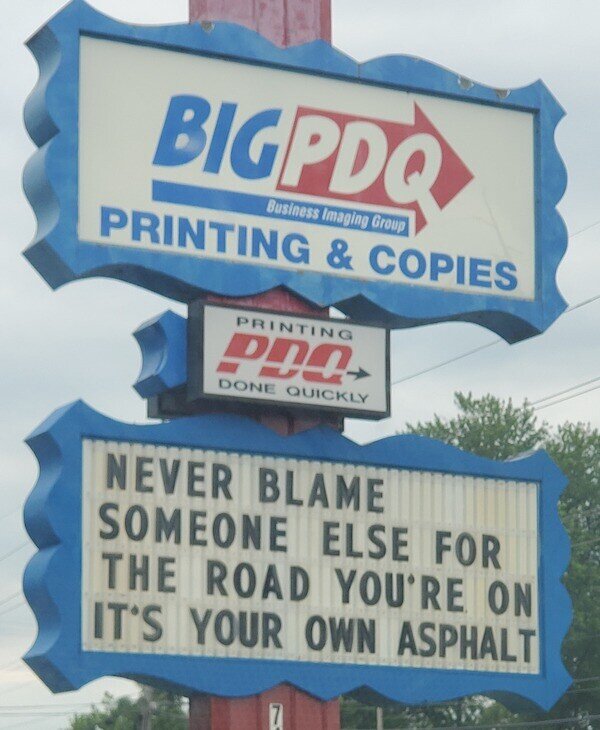 BIGPDQ
Business Imaging Group
PRINTING & COPIES
PRINTING
PDQ
DONE QUICKLY
NEVER BLAME
SOMEONE ELSE FOR
THE ROAD YOU'RE ON
IT'S YOUR OWN ASPHALT
7